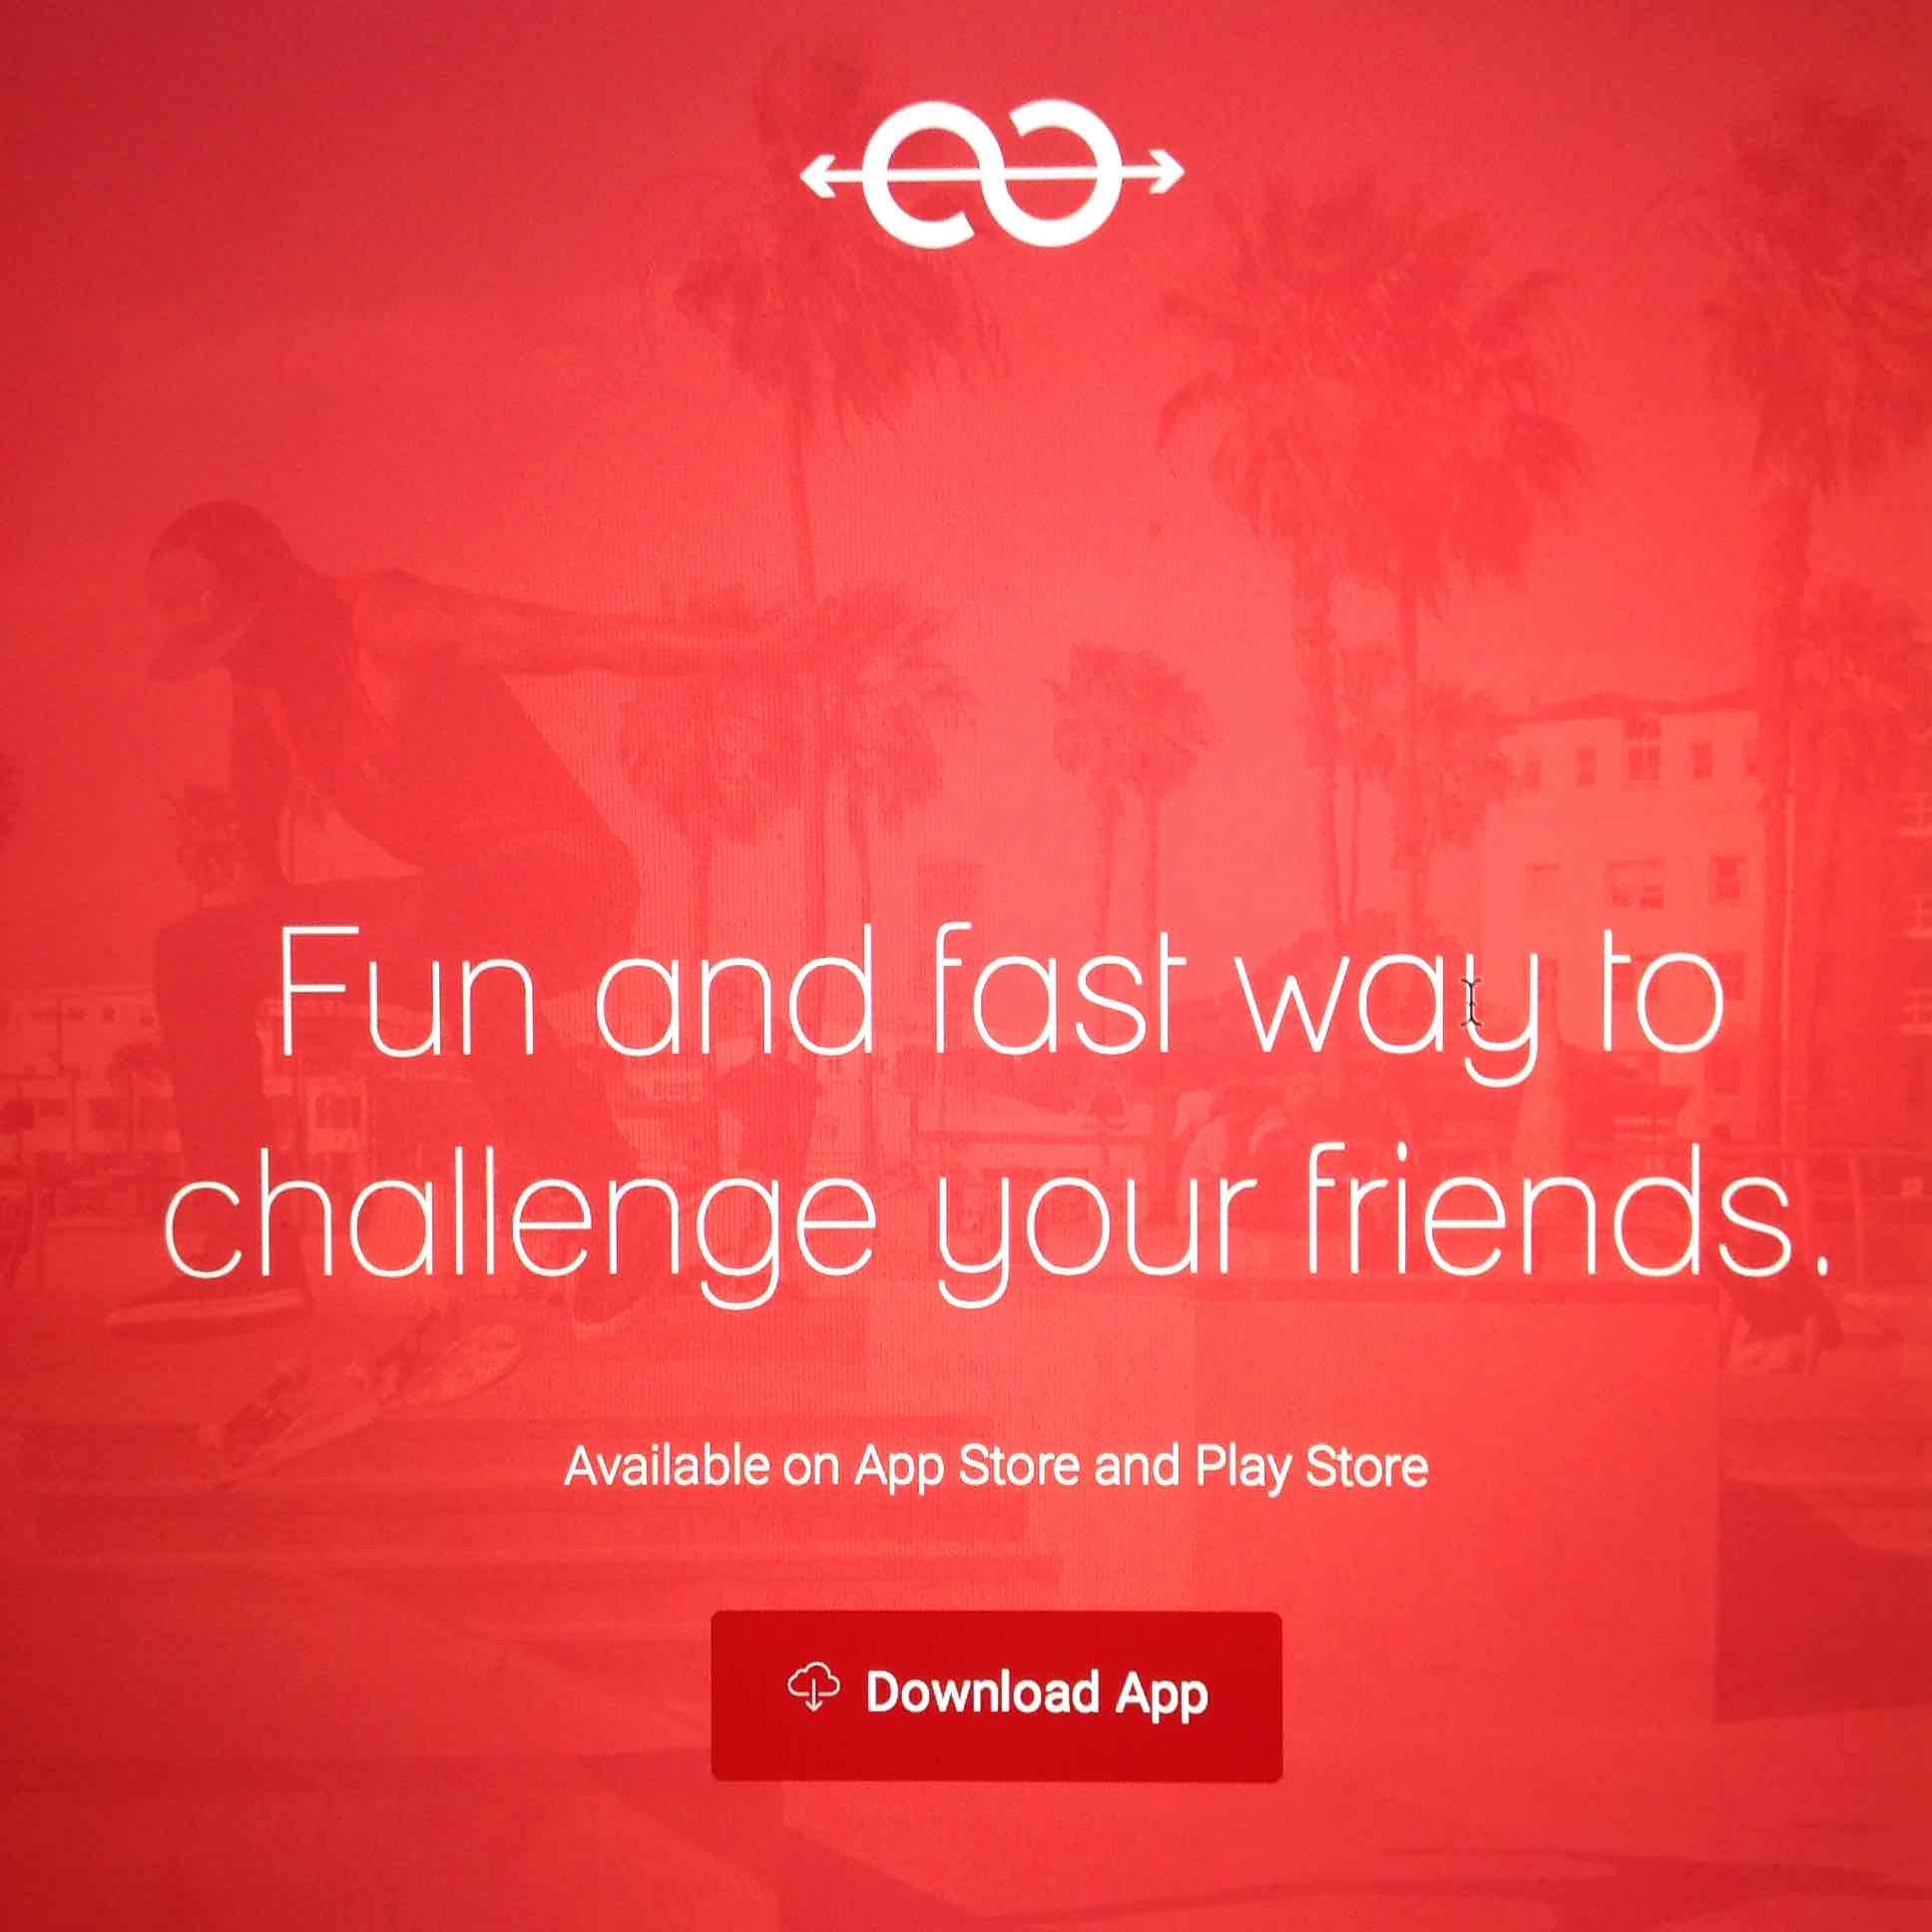 Fun and fast way to
challenge your friends.
Available on App Store and Play Store
Download App